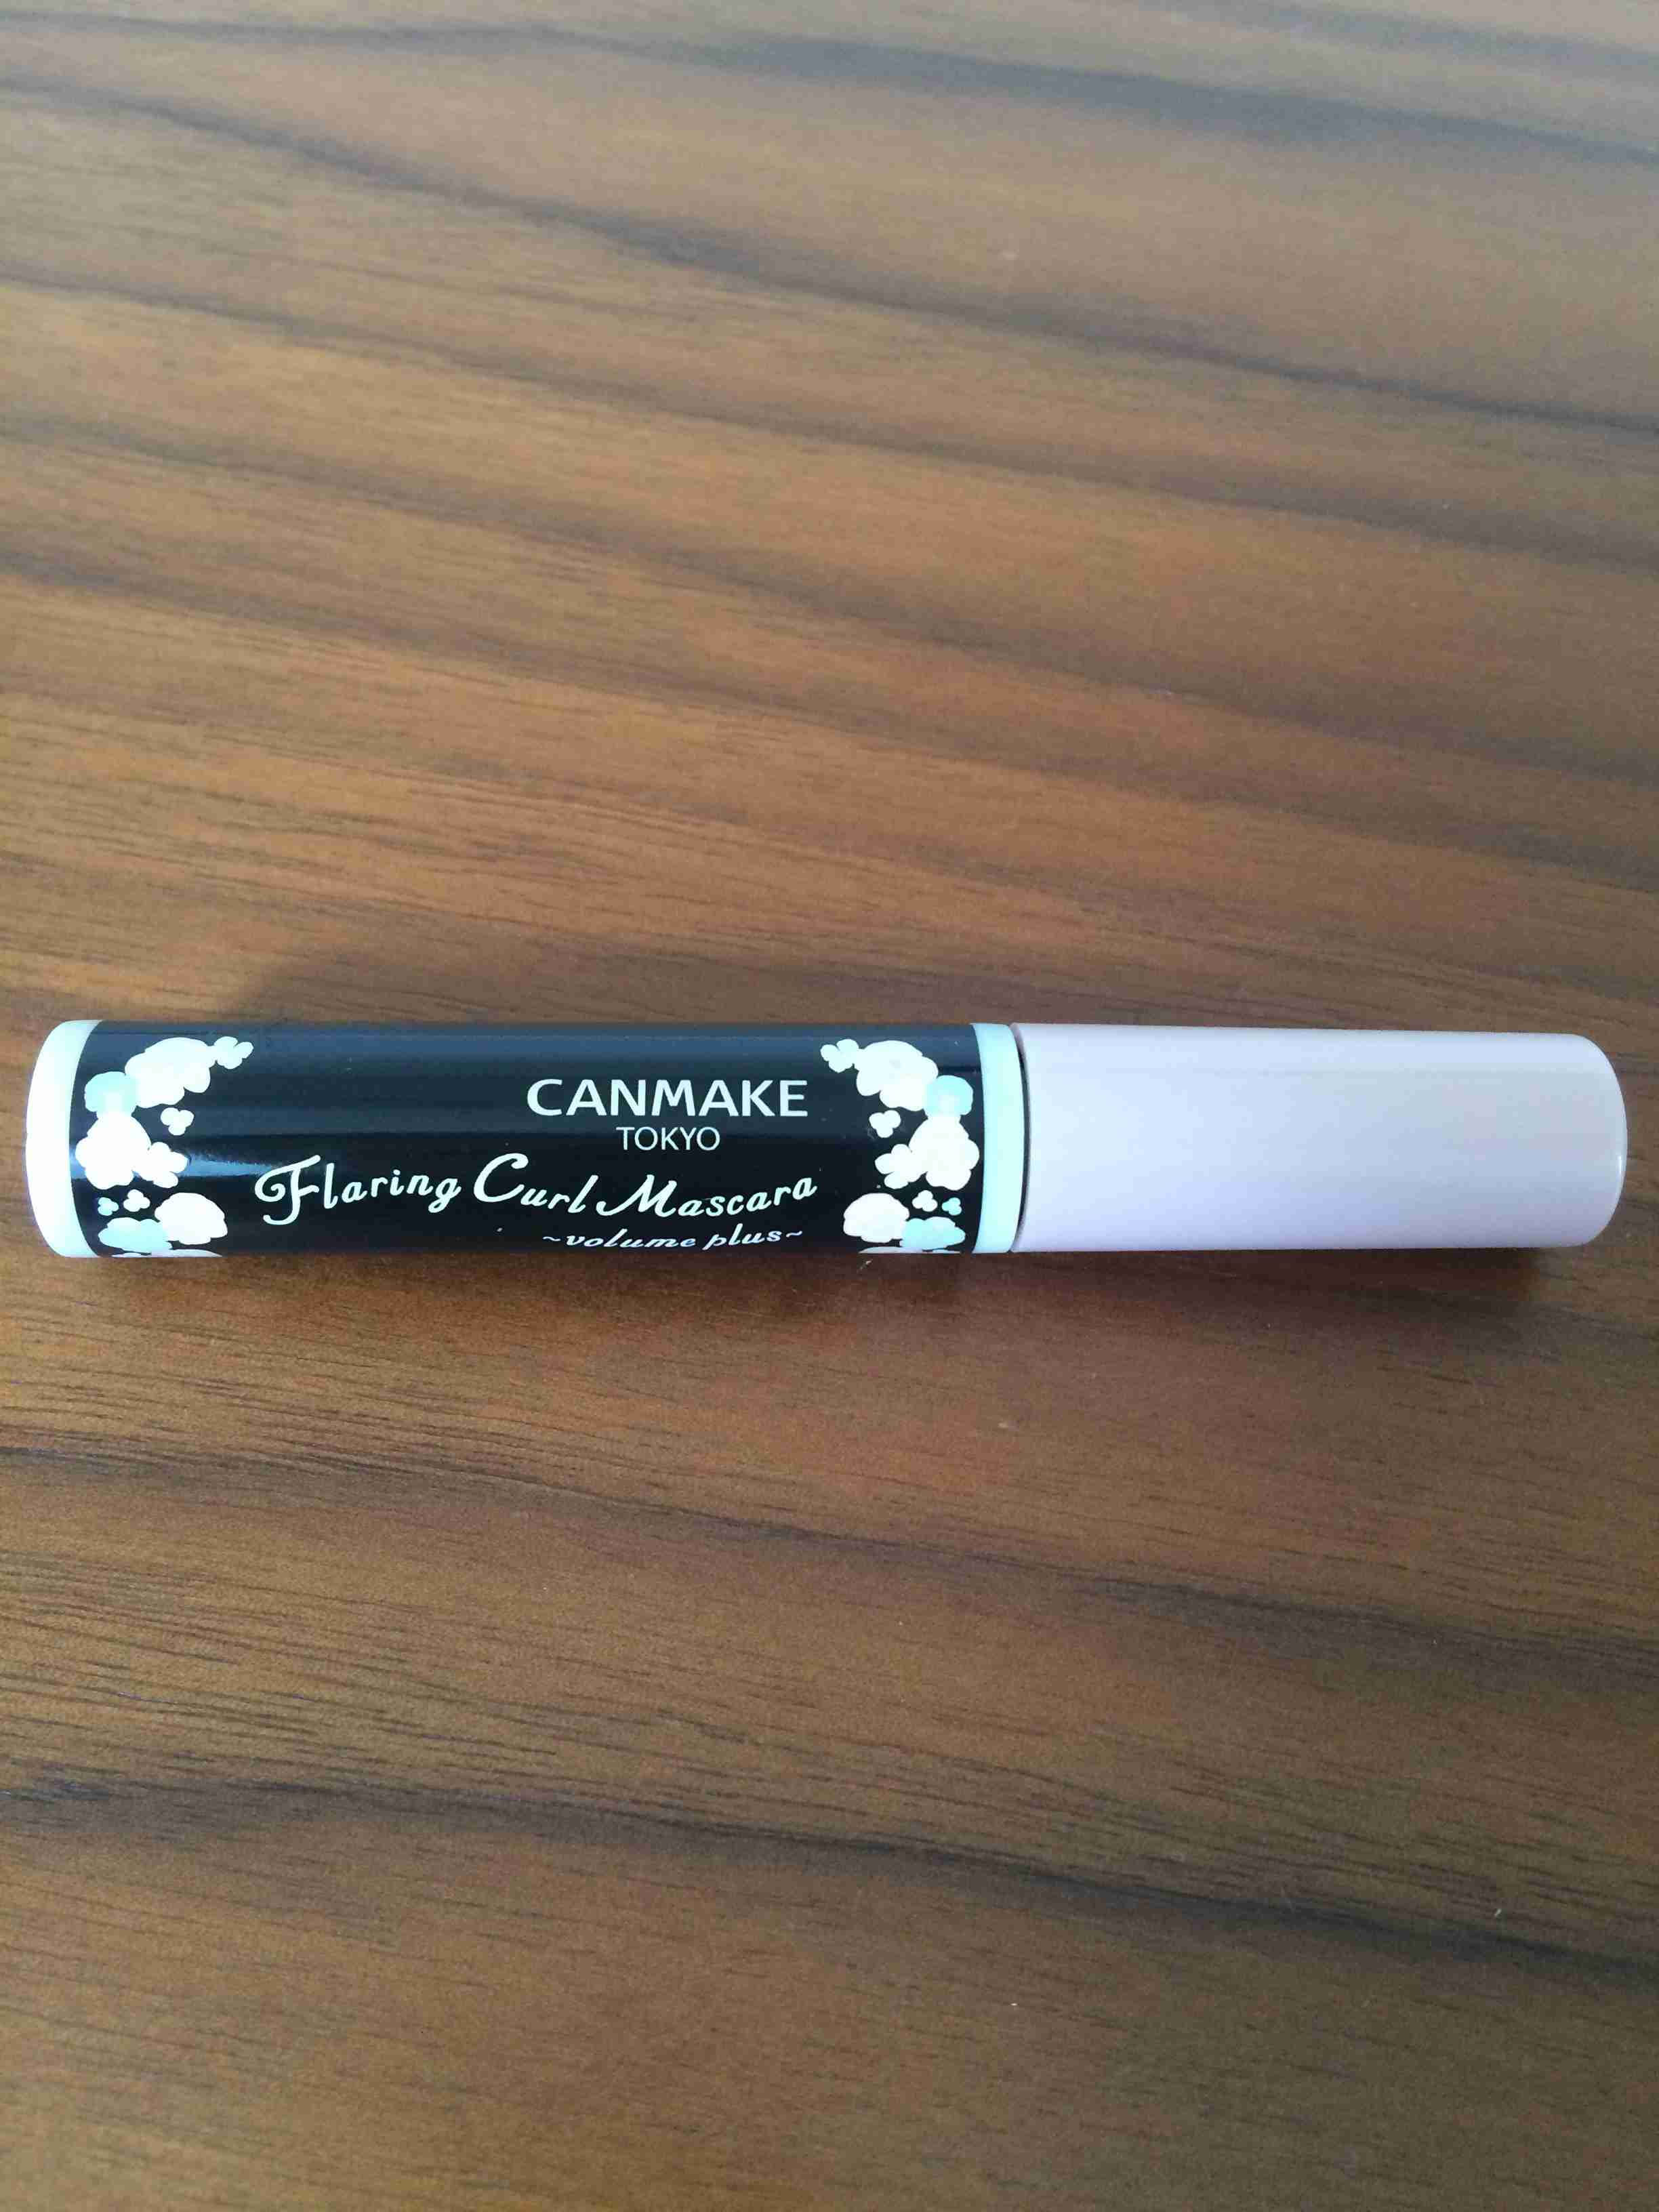 CANMAKE
TOKYO
Flaring Curl Mascara
~volume plus~